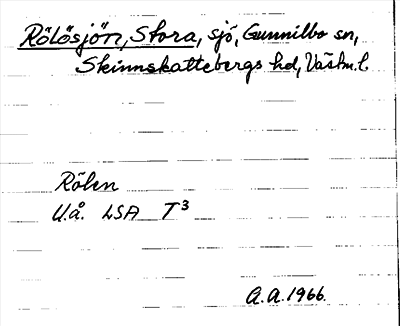 Rölösjön, Stora, sjö, Gunnilbo sn,
Skinnskattebergs hd, Västm. l.
Rölen
U.å. LSA T³
A.A. 1966.